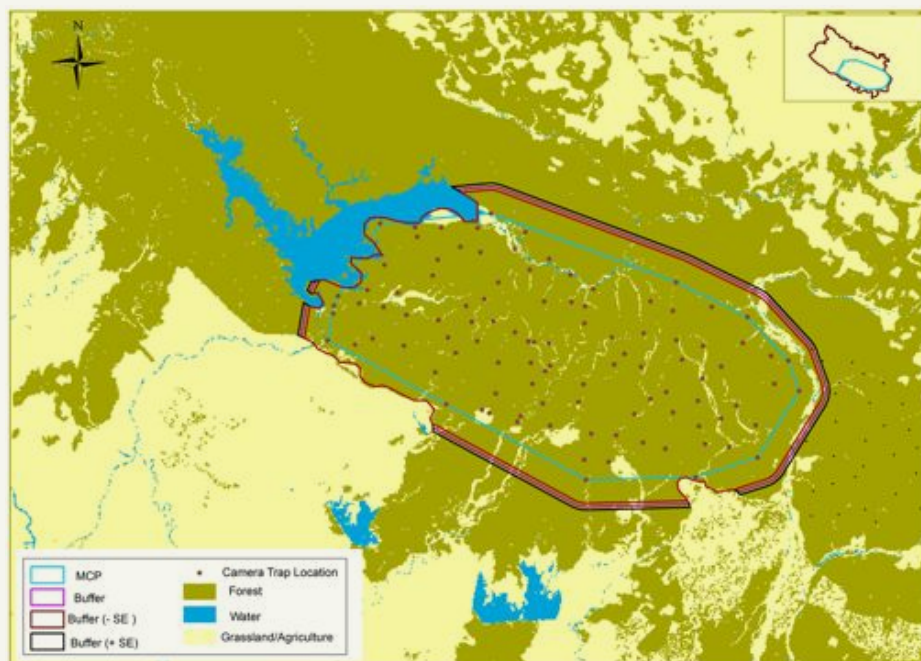 N
MCP
Buffer
Buffer (- SE )
Buffer (+ SE)
Camera Trap Location
Forest
Water
Grassland/Agriculture